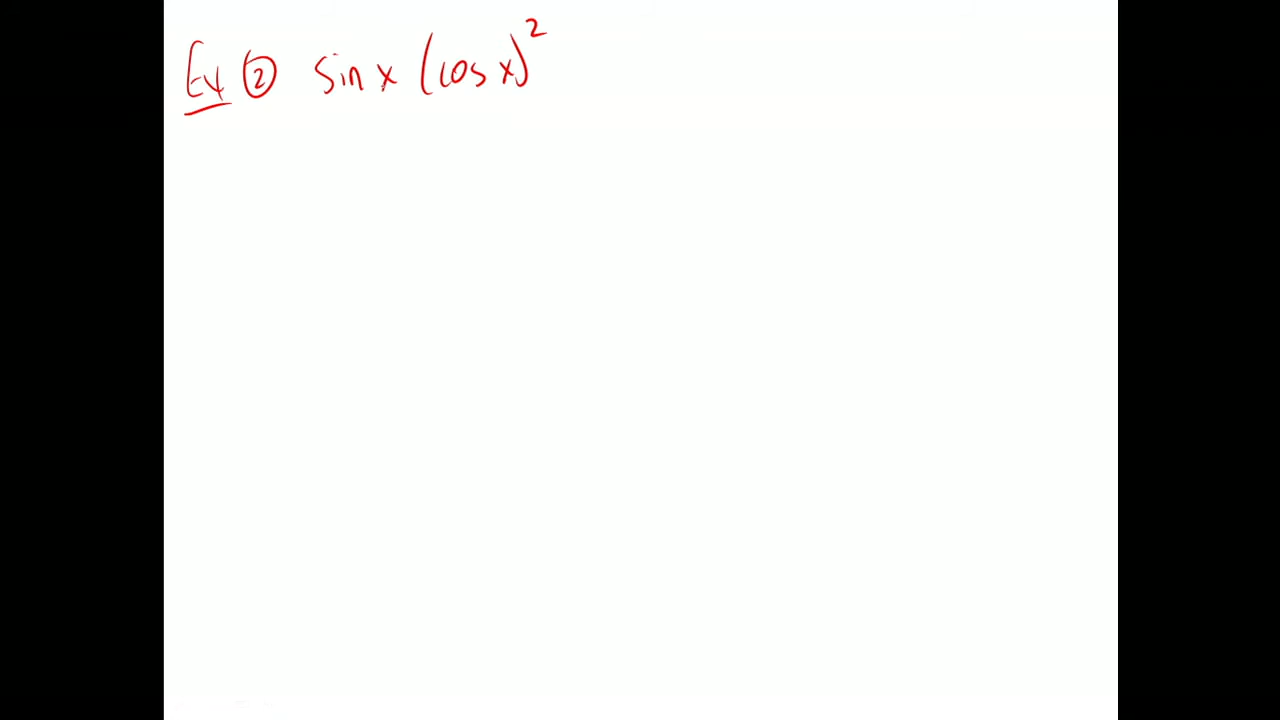 Ex ② sin x (cos x)²